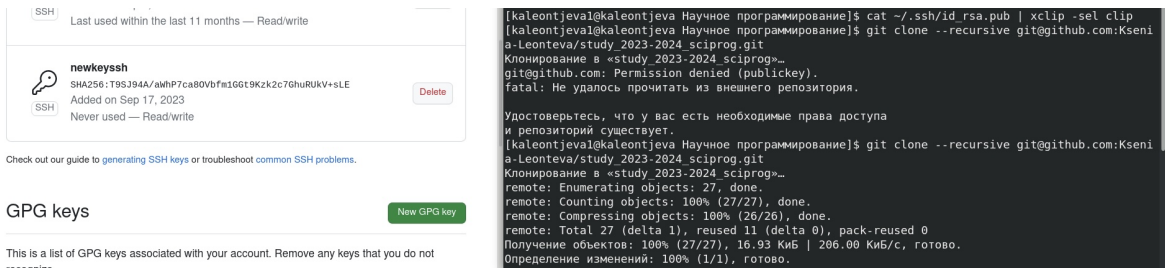 SSH
Last used within the last 11 months — Read/write
newkeyssh
SHA256:T9SJ94A/aWhP7ca8OVbfm1GGt9Kzk2c7GhuRUkV+sLE
Added on Sep 17, 2023
SSH
Never used — Read/write
Delete
Check out our guide to generating SSH keys or troubleshoot common SSH problems.
GPG keys
New GPG key
This is a list of GPG keys associated with your account. Remove any keys that you do not
[kaleontjeva1@kaleontjeva Научное программирование]$ cat ~/.ssh/id_rsa.pub | xclip -sel clip
[kaleontjeva1@kaleontjeva Научное программирование]$ git clone --recursive git@github.com:Kseni
a-Leonteva/study_2023-2024_sciprog.git
Клонирование в «study_2023-2024_sciprog»…
git@github.com: Permission denied (publickey).
fatal: Не удалось прочитать из внешнего репозитория.
Удостоверьтесь, что у вас есть необходимые права доступа
и репозиторий существует.
[kaleontjeva1@kaleontjeva Научное программирование]$ git clone --recursive git@github.com:Kseni
a-Leonteva/study_2023-2024_sciprog.git
Клонирование в «study_2023-2024_sciprog»…
remote: Enumerating objects: 27, done.
remote: Counting objects: 100% (27/27), done.
remote: Compressing objects: 100% (26/26), done.
remote: Total 27 (delta 1), reused 11 (delta 0), pack-reused 0
Получение объектов: 100% (27/27), 16.93 КиБ | 206.00 КиБ/с, готово.
Определение изменений: 100% (1/1), готово.